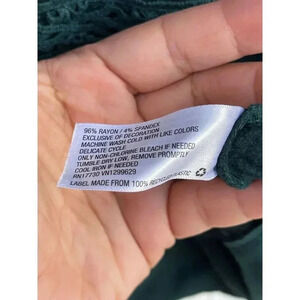 96% RAYON / 4% SPANDEX
EXCLUSIVE OF DECORATION
MACHINE WASH COLD WITH LIKE COLORS
DELICATE CYCLE
ONLY NON-CHLORINE BLEACH IF NEEDED
TUMBLE DRY LOW, REMOVE PROMPTLY
COOL IRON IF NEEDED
RN17730 VN1299629
LABEL MADE FROM 100% RECYCLED PLASTIC